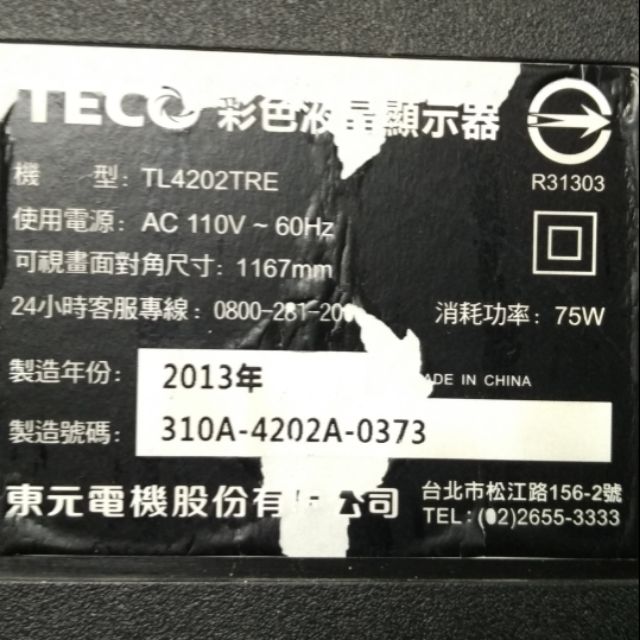 TECO 彩色液晶顯示器
R31303
機 型: TL4202TRE
使用電源: AC 110V ~ 60Hz
可視畫面對角尺寸: 1167mm
24小時客服專線: 0800-281-20
消耗功率: 75W
製造年份: 2013年
ADE IN CHINA
製造號碼: 310A-4202A-0373
東元電機股份有限公司
台北市松江路156-2號
TEL:(02)2655-3333